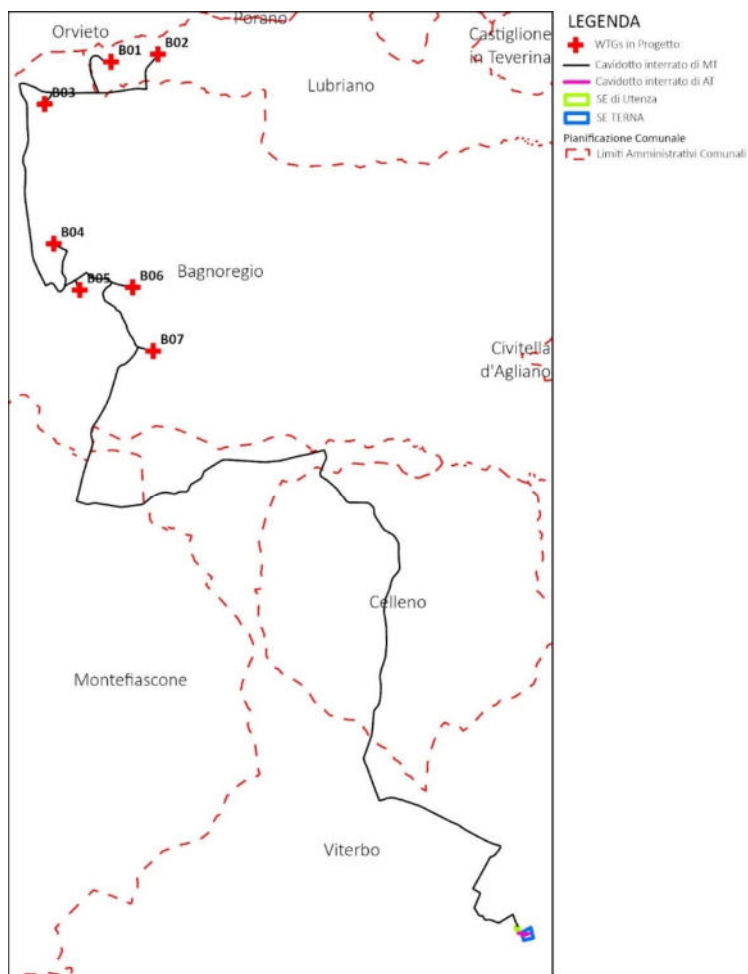 Orvieto
Porano
B01
B02
Castiglione
in Teverina
B03
Lubriano
B04
B05
B06
Bagnoregio
B07
Civitella
d'Agliano
Celleno
Montefiascone
Viterbo
LEGENDA
WTGs in Progetto
Cavidotto interrato di MT
Cavidotto interrato di AT
SE di Utenza
SE TERNA
Pianificazione Comunale
Limiti Amministrativi Comunali